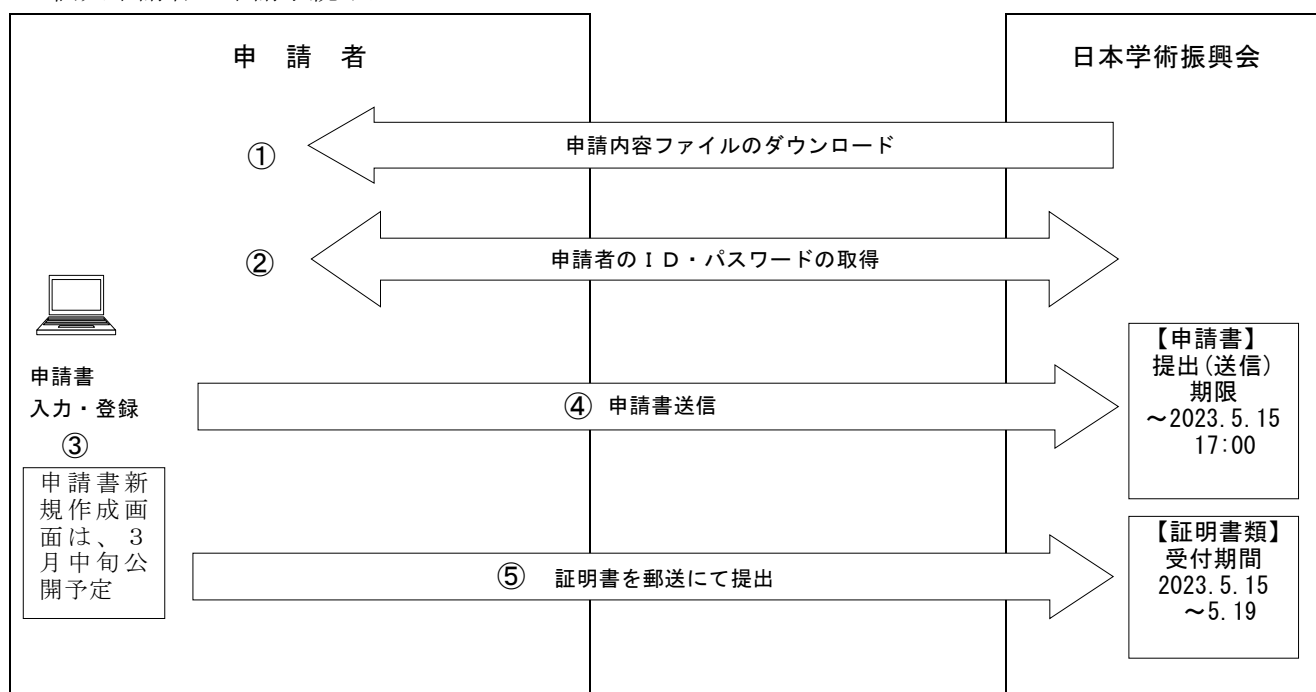 申 請 者
日本学術振興会
① 申請内容ファイルのダウンロード
② 申請者のＩＤ・パスワードの取得
申請書
入力・登録
③
申請書新
規作成画
面は、３
月中旬公
開予定
④ 申請書送信
【申請書】
提出(送信)
期限
～2023.5.15
17:00
⑤ 証明書を郵送にて提出
【証明書類】
受付期間
2023.5.15
～5.19